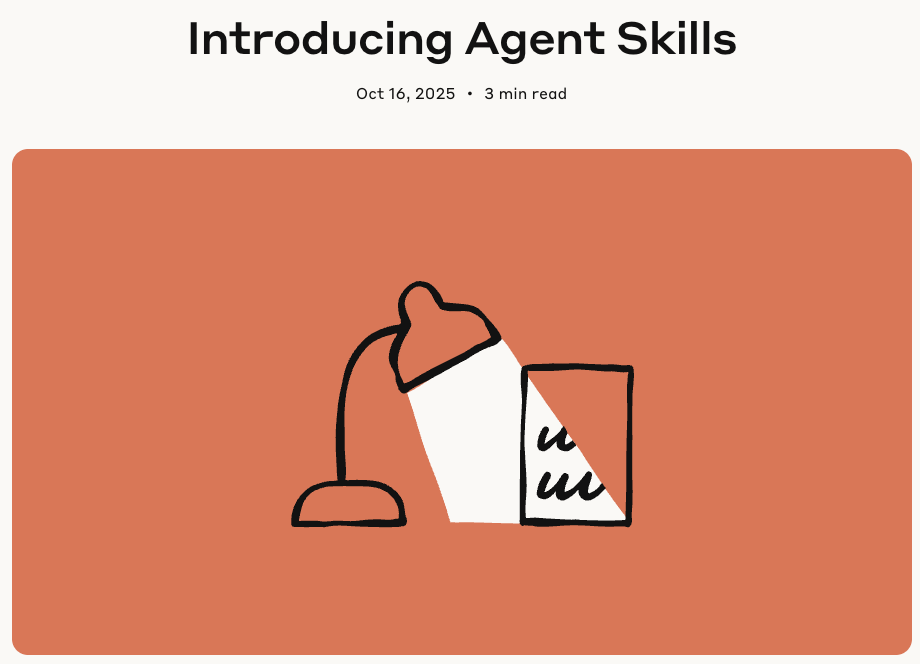 Introducing Agent Skills
Oct 16, 2025 • 3 min read